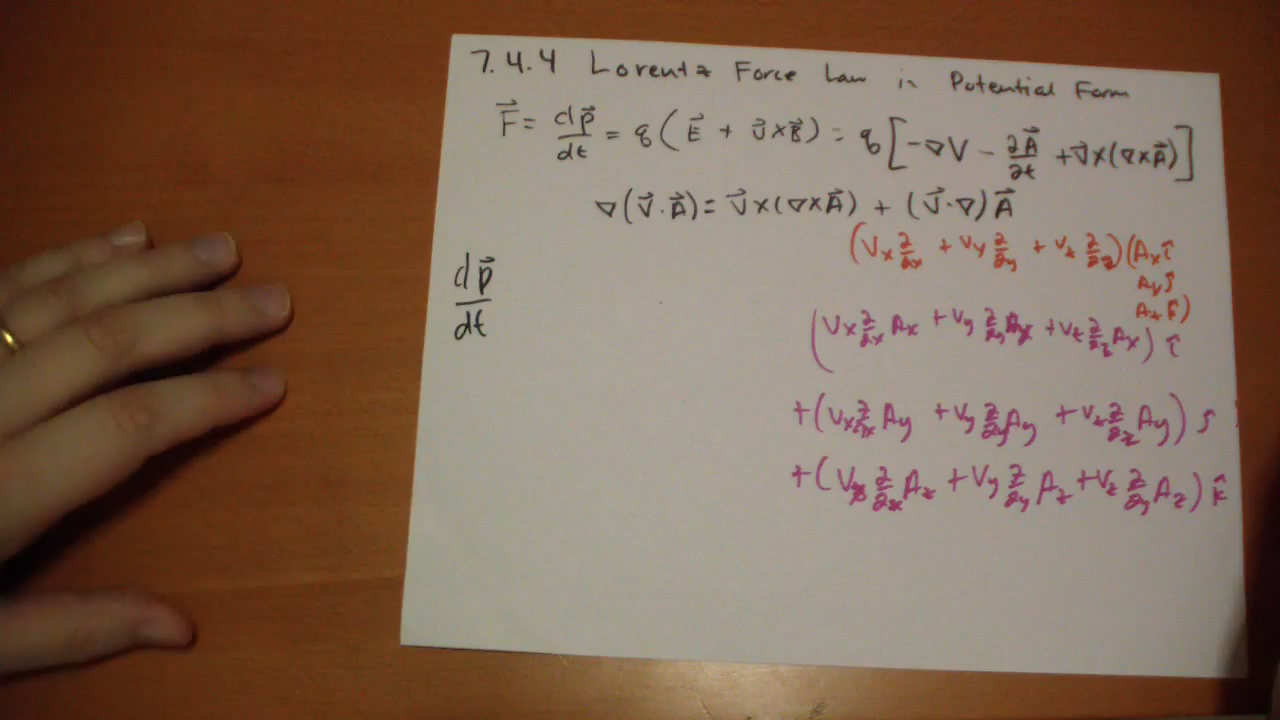 7.4.4 Lorentz Force Law in Potential Form
F⃗ = dp⃗/dt = q(E⃗ + v⃗×B⃗) = q[-∇V - ∂A⃗/∂t + v⃗×(∇×A⃗)]
∇(v⃗·A⃗) = v⃗×(∇×A⃗) + (v⃗·∇)A⃗
(Vx ∂/∂x + Vy ∂/∂y + Vz ∂/∂z)(Ax î
Ay ĵ
Az k̂)
dp⃗/dt
(Vx ∂/∂x Ax + Vy ∂/∂y Ax + Vz ∂/∂z Ax) î
+(Vx ∂/∂x Ay + Vy ∂/∂y Ay + Vz ∂/∂z Ay) ĵ
+(Vx ∂/∂x Az + Vy ∂/∂y Az + Vz ∂/∂y Az) k̂